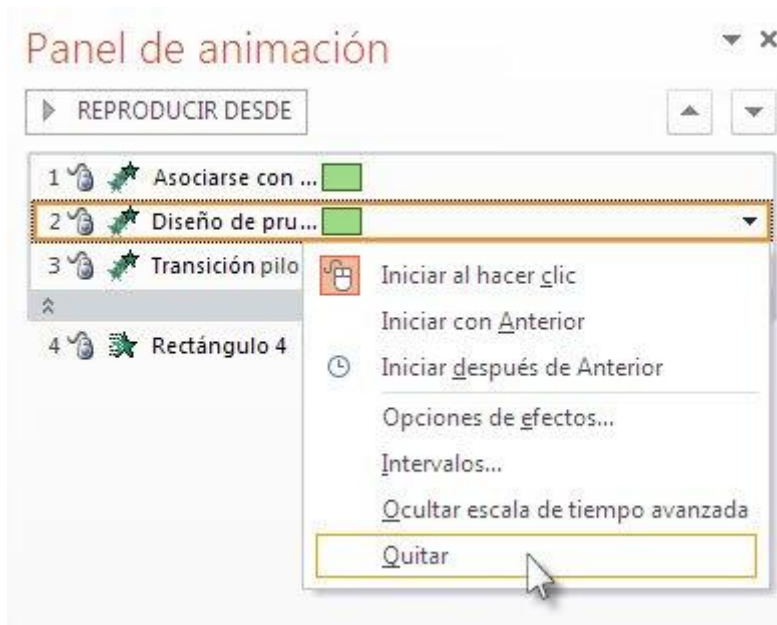 Panel de animación
REPRODUCIR DESDE
1 Asociarse con ...
2 Diseño de pru...
3 Transición pilo
4 Rectángulo 4
Iniciar al hacer clic
Iniciar con Anterior
Iniciar después de Anterior
Opciones de efectos...
Intervalos...
Ocultar escala de tiempo avanzada
Quitar